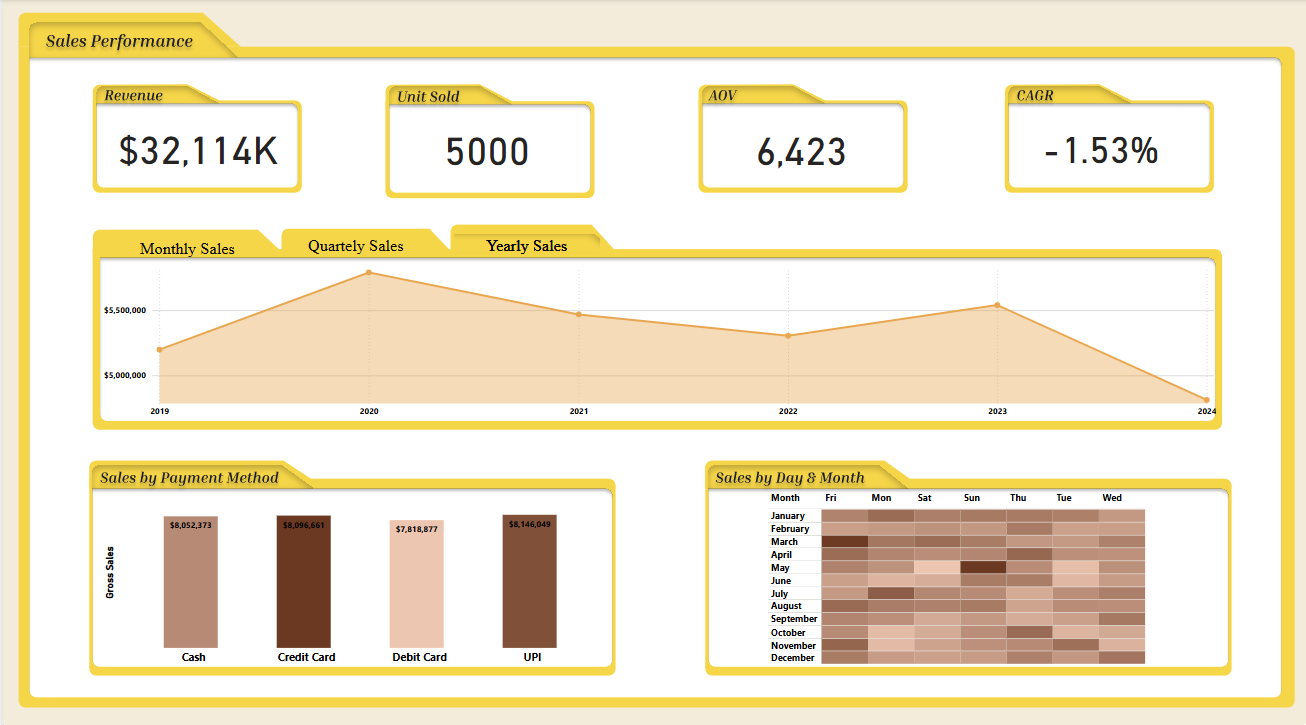 Sales Performance
Revenue
$32,114K
Unit Sold
5000
AOV
6,423
CAGR
-1.53%
Monthly Sales
Quartely Sales
Yearly Sales
$5,500,000
$5,000,000
2019 2020 2021 2022 2023 2024
Sales by Payment Method
Gross Sales
$8,052,373 $8,096,661 $7,818,877 $8,146,049
Cash Credit Card Debit Card UPI
Sales by Day & Month
Month Fri Mon Sat Sun Thu Tue Wed
January
February
March
April
May
June
July
August
September
October
November
December